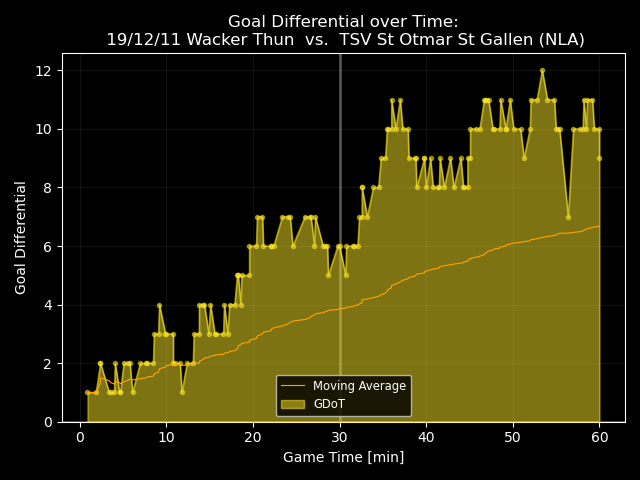 Goal Differential over Time:
19/12/11 Wacker Thun  vs.  TSV St Otmar St Gallen (NLA)
Goal Differential
12
10
8
6
4
2
0
0 10 20 30 40 50 60
Moving Average
GDoT
Game Time [min]